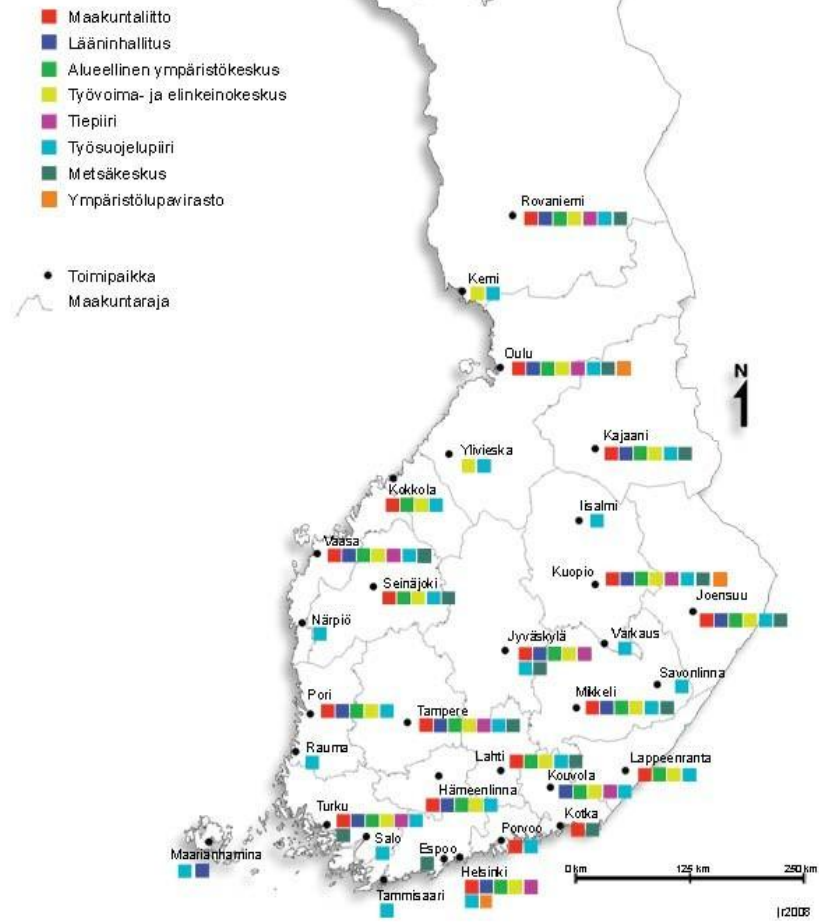 Maakuntaliitto
Lääninhallitus
Alueellinen ympäristökeskus
Työvoima- ja elinkeinokeskus
Tiepiiri
Työsuojelupiiri
Metsäkeskus
Ympäristölupavirasto
Toimipaikka
Maakuntaraja
Rovaniemi
Kemi
Oulu
N
Kajaani
Ylivieska
Kokkola
Iisalmi
Vaasa
Kuopio
Seinäjoki
Joensuu
Närpiö
Jyväskylä
Varkaus
Savonlinna
Mikkeli
Pori
Tampere
Rauma
Lahti
Lappeenranta
Kouvola
Hämeenlinna
Turku
Kotka
Porvoo
Salo
Espoo
Maarianhamina
Helsinki
Tammisaari
0 km 125 km 250 km
jr2008